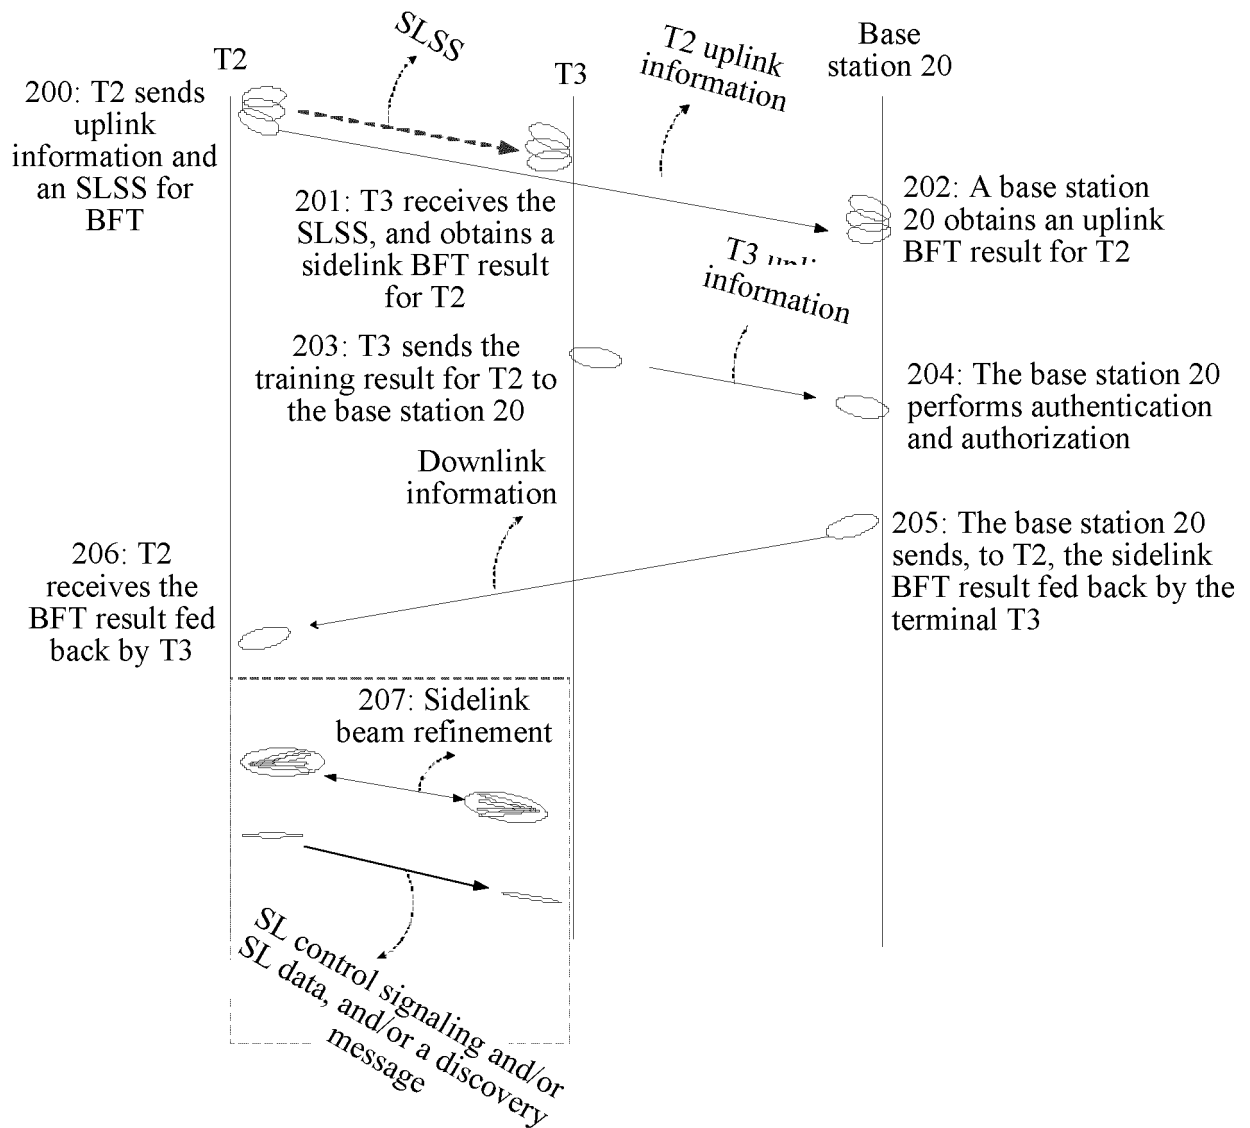 T2
SLSS
T3
T2 uplink
information
Base
station 20
200: T2 sends
uplink
information and
an SLSS for
BFT
201: T3 receives the
SLSS, and obtains a
sidelink BFT result
for T2
202: A base station
20 obtains an uplink
BFT result for T2
T3
information
203: T3 sends the
training result for T2 to
the base station 20
204: The base station 20
performs authentication
and authorization
Downlink
information
205: The base station 20
sends, to T2, the sidelink
BFT result fed back by the
terminal T3
206: T2
receives the
BFT result fed
back by T3
207: Sidelink
beam refinement
SL control signaling and/or
SL data, and/or a discovery
message